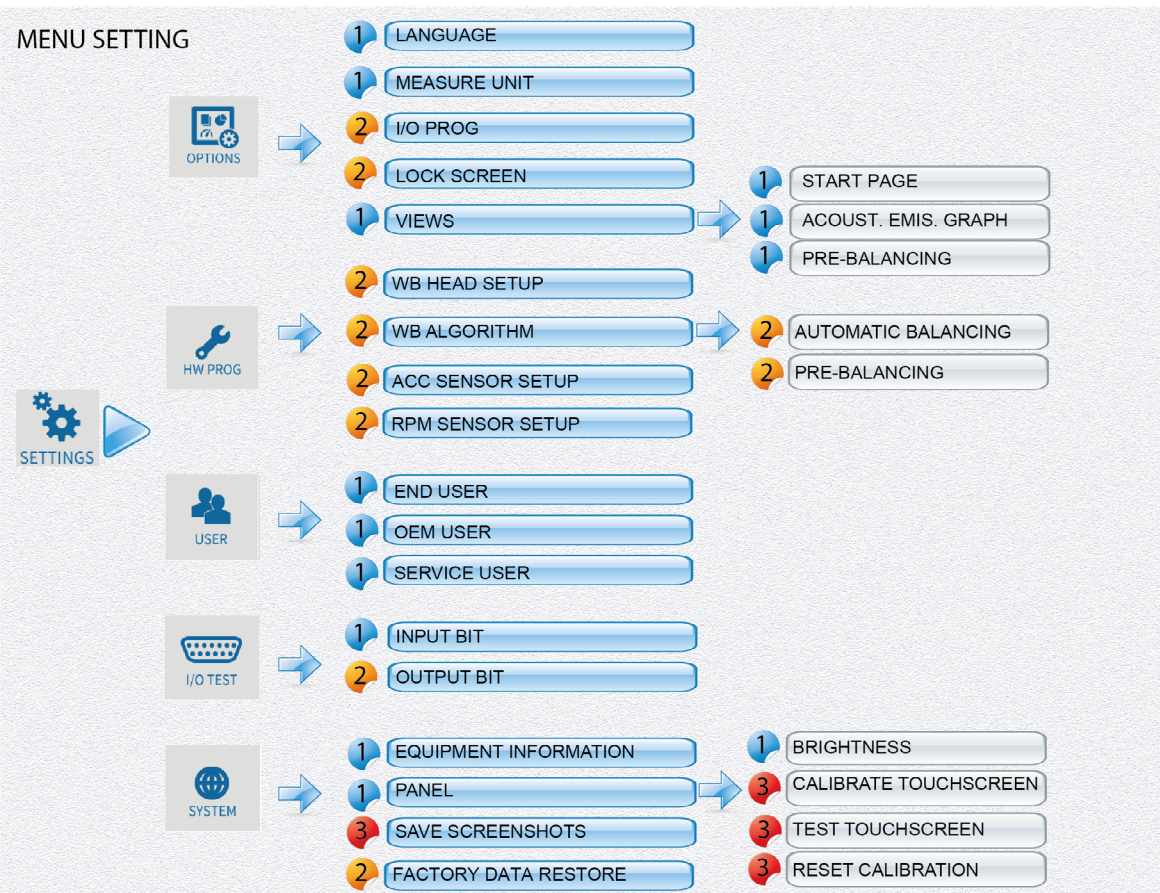 MENU SETTING
SETTINGS
OPTIONS
1 LANGUAGE
1 MEASURE UNIT
2 I/O PROG
2 LOCK SCREEN
1 VIEWS
1 START PAGE
1 ACOUST. EMIS. GRAPH
1 PRE-BALANCING
HW PROG
2 WB HEAD SETUP
2 WB ALGORITHM
2 AUTOMATIC BALANCING
2 PRE-BALANCING
2 ACC SENSOR SETUP
2 RPM SENSOR SETUP
USER
1 END USER
1 OEM USER
1 SERVICE USER
I/O TEST
1 INPUT BIT
2 OUTPUT BIT
SYSTEM
1 EQUIPMENT INFORMATION
1 PANEL
1 BRIGHTNESS
3 CALIBRATE TOUCHSCREEN
3 TEST TOUCHSCREEN
3 RESET CALIBRATION
3 SAVE SCREENSHOTS
2 FACTORY DATA RESTORE